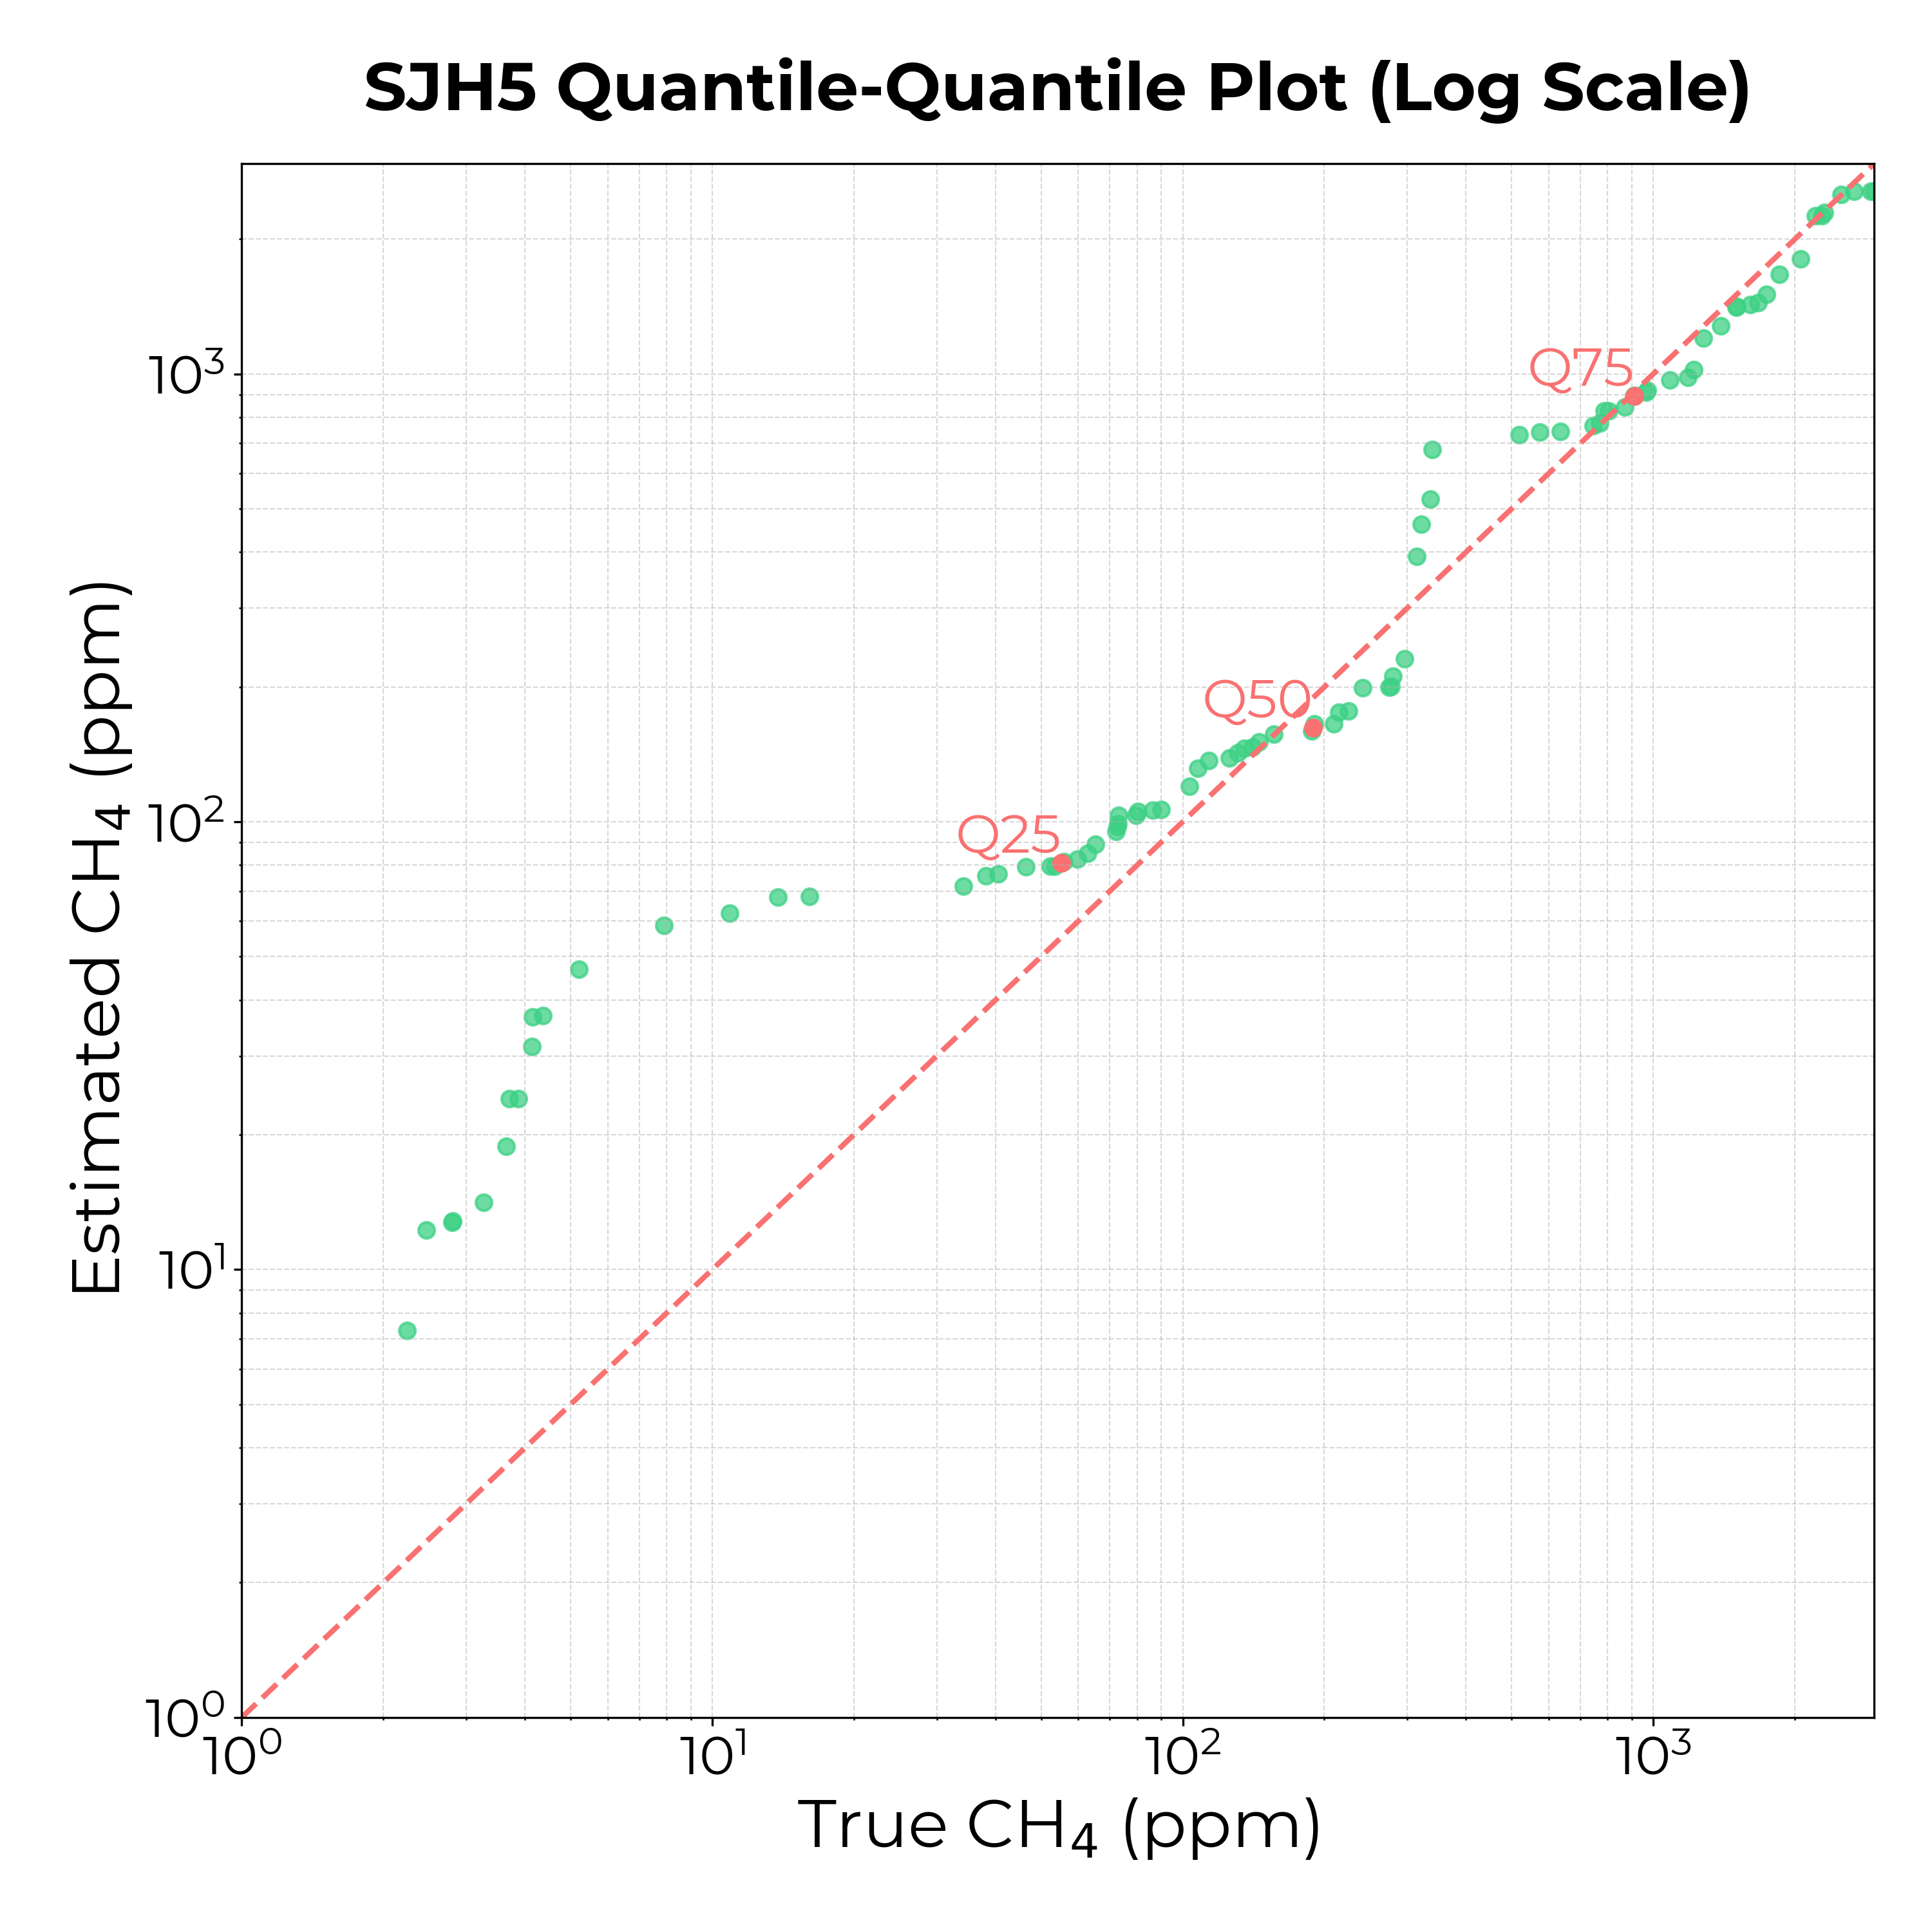 SJH5 Quantile-Quantile Plot (Log Scale)
Estimated CH₄ (ppm)
10³
10²
10¹
10⁰
Q75
Q50
Q25
10⁰ 10¹ 10² 10³
True CH₄ (ppm)